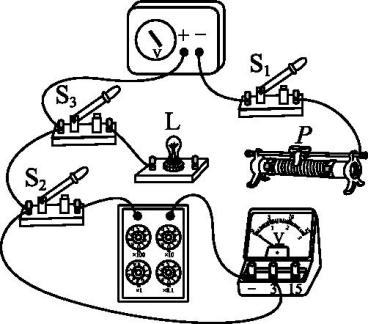 V
+ −
S₁
S₃
L
P
S₂
×100
×10
×1
×0.1
V
− 3 15